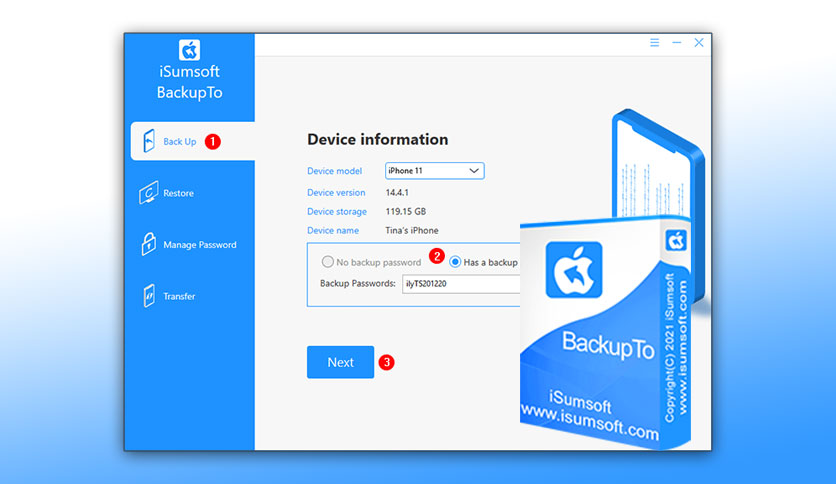 iSumsoft
BackupTo
Back Up 1
Restore
Manage Password
Transfer
Device information
Device model iPhone 11
Device version 14.4.1
Device storage 119.15 GB
Device name Tina's iPhone
No backup password 2 Has a backup
Backup Passwords: ilyTS201220
Next 3
BackupTo
iSumsoft
www.isumsoft.com
Copyright(C) 2021 iSumsoft
www.isumsoft.com